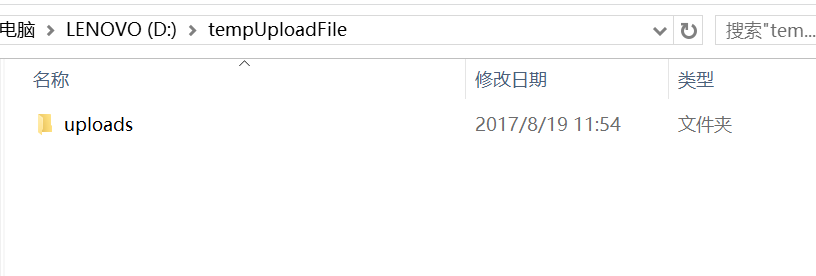 电脑 > LENOVO (D:) > tempUploadFile 搜索"tem...
名称 修改日期 类型
uploads 2017/8/19 11:54 文件夹